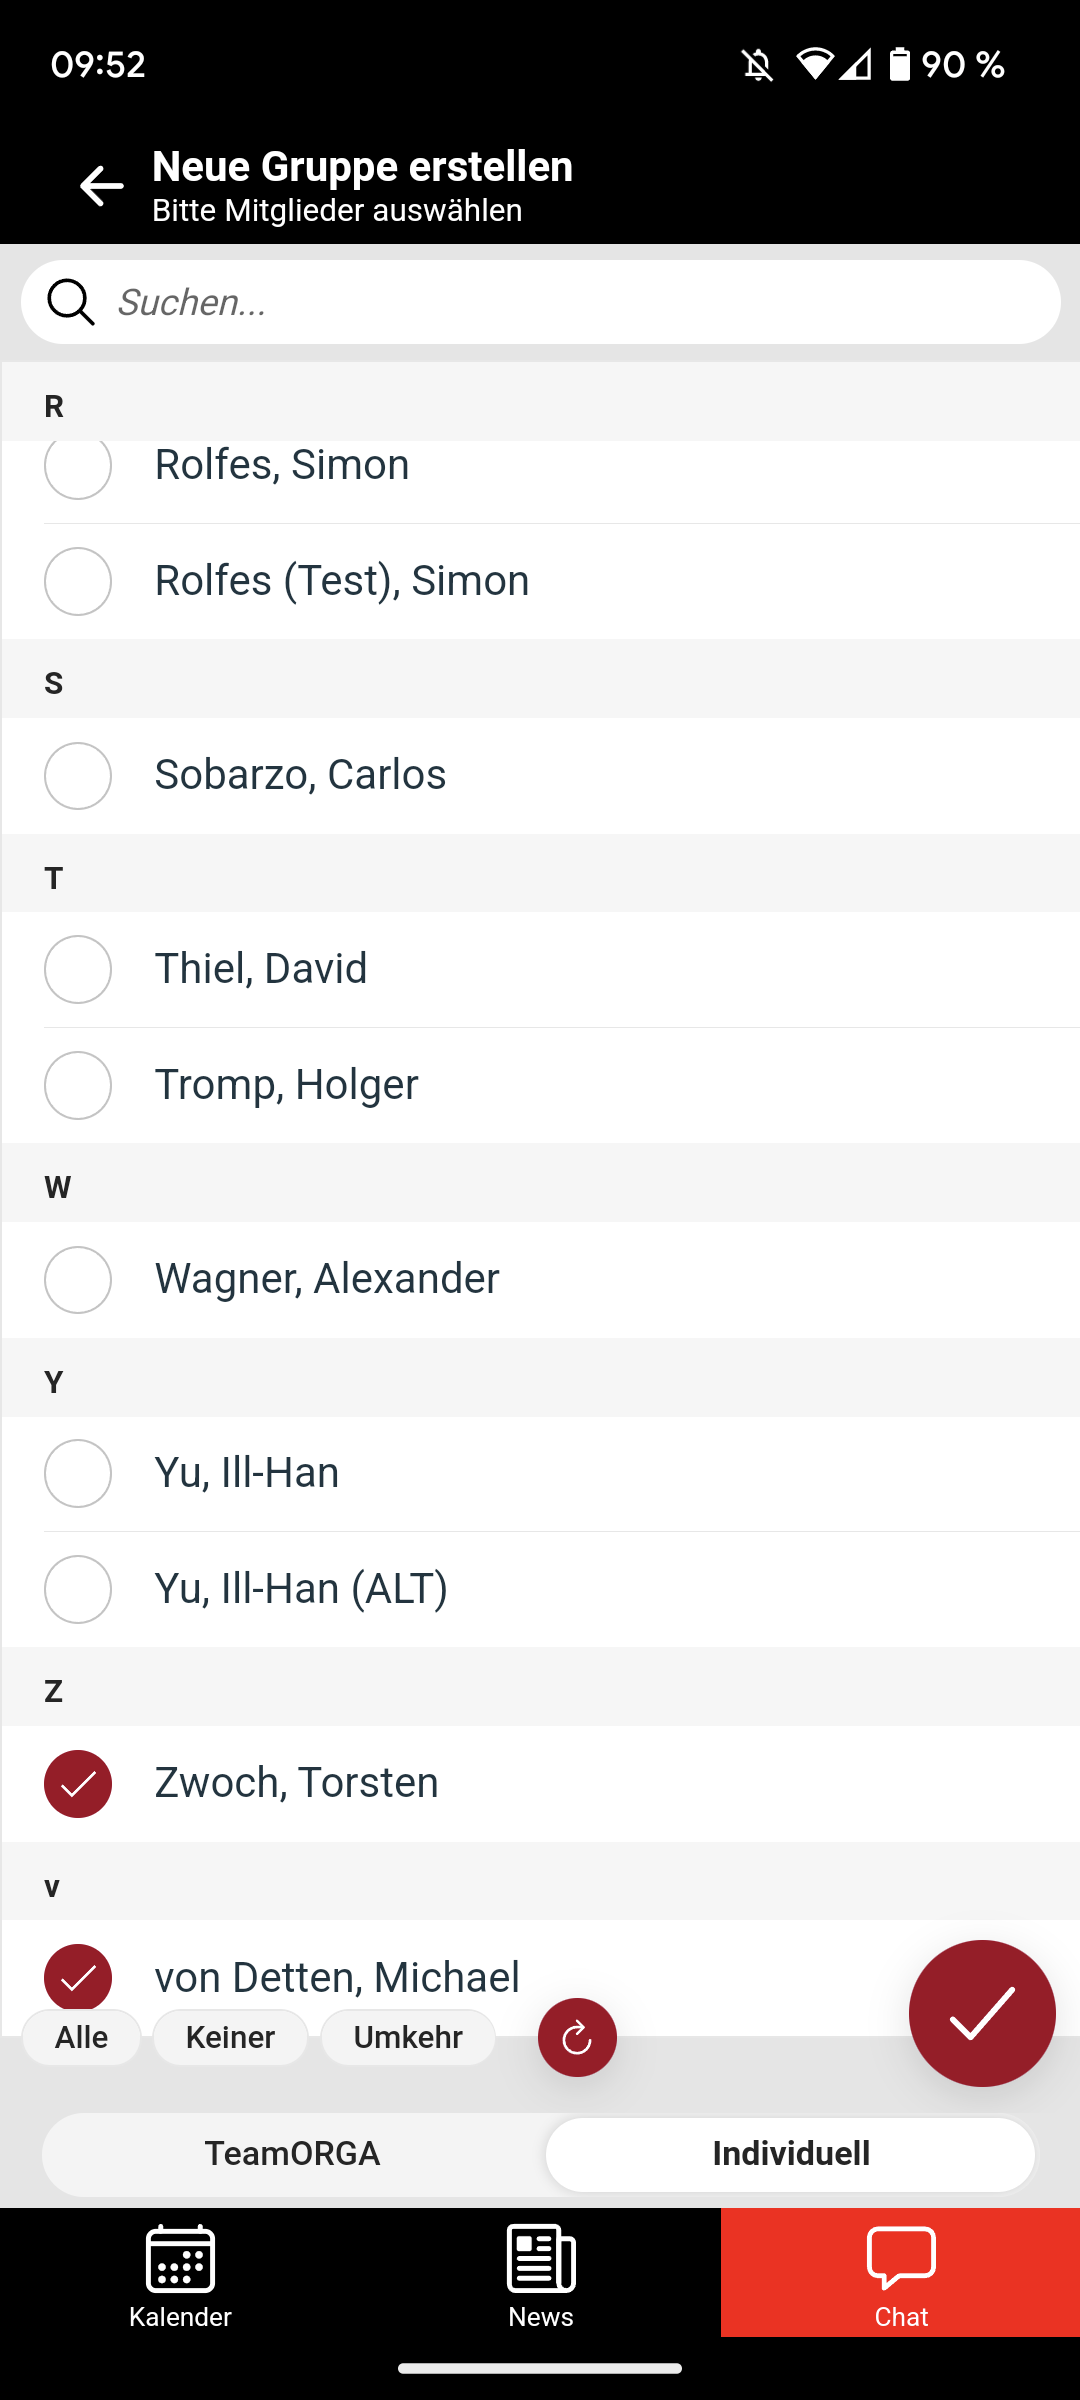 09:52
90 %
Neue Gruppe erstellen
Bitte Mitglieder auswählen
Suchen...
R
Rolfes, Simon
Rolfes (Test), Simon
S
Sobarzo, Carlos
T
Thiel, David
Tromp, Holger
W
Wagner, Alexander
Y
Yu, Ill-Han
Yu, Ill-Han (ALT)
Z
Zwoch, Torsten
v
von Detten, Michael
Alle
Keiner
Umkehr
TeamORGA
Individuell
Kalender
News
Chat